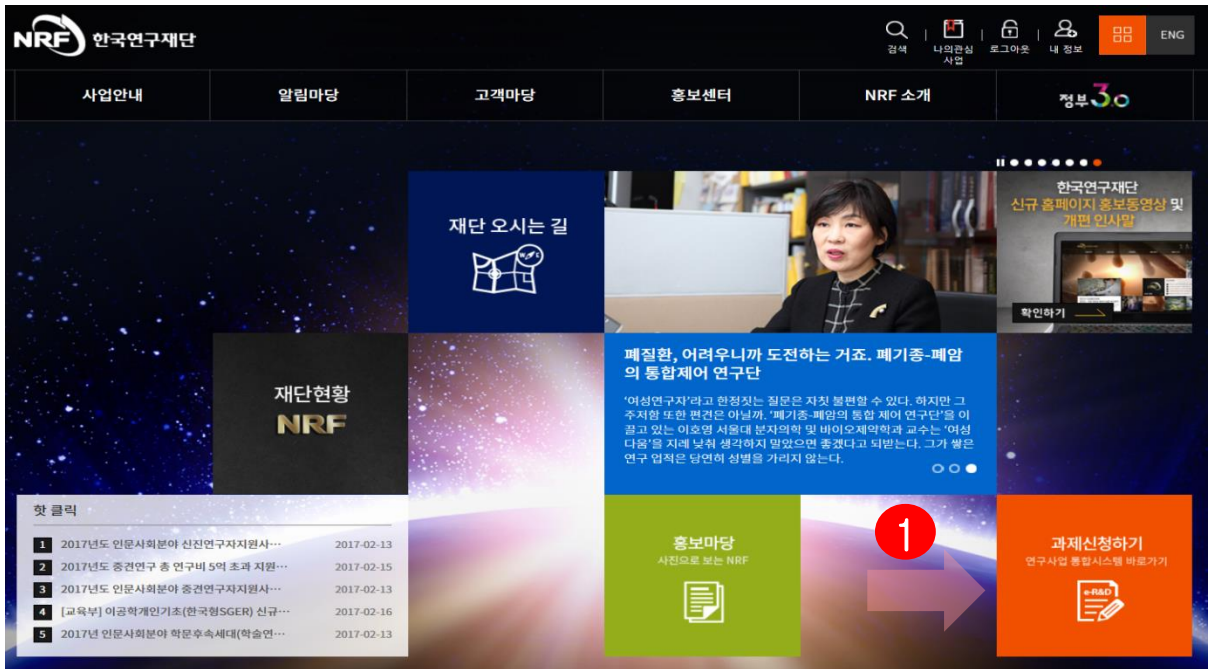 NRF 한국연구재단
검색
나의관심
사업
로그아웃
내 정보
ENG
사업안내
알림마당
고객마당
홍보센터
NRF 소개
정부3.0
재단 오시는 길
한국연구재단
신규 홈페이지 홍보동영상 및
개편 인사말
확인하기
재단현황
NRF
폐질환, 어려우니까 도전하는 거죠. 폐기종-폐암
의 통합제어 연구단
‘여성연구자’라고 한정짓는 질문은 자칫 불편할 수 있다. 하지만 그
주저함 또한 편견은 아닐까. ‘폐기종-폐암의 통합 제어 연구단’을 이
끌고 있는 이호영 서울대 분자의학 및 바이오제약학과 교수는 ‘여성
다움’을 지레 낮춰 생각하지 말았으면 좋겠다고 되받는다. 그가 쌓은
연구 업적은 당연히 성별을 가리지 않는다.
핫 클릭
1 2017년도 인문사회분야 신진연구자지원사… 2017-02-13
2 2017년도 중견연구 총 연구비 5억 초과 지원… 2017-02-15
3 2017년도 인문사회분야 중견연구자지원사… 2017-02-13
4 [교육부] 이공학개인기초(한국형SGER) 신규… 2017-02-16
5 2017년 인문사회분야 학문후속세대(학술연… 2017-02-13
홍보마당
사진으로 보는 NRF
1
과제신청하기
연구사업 통합시스템 바로가기
e-R&D